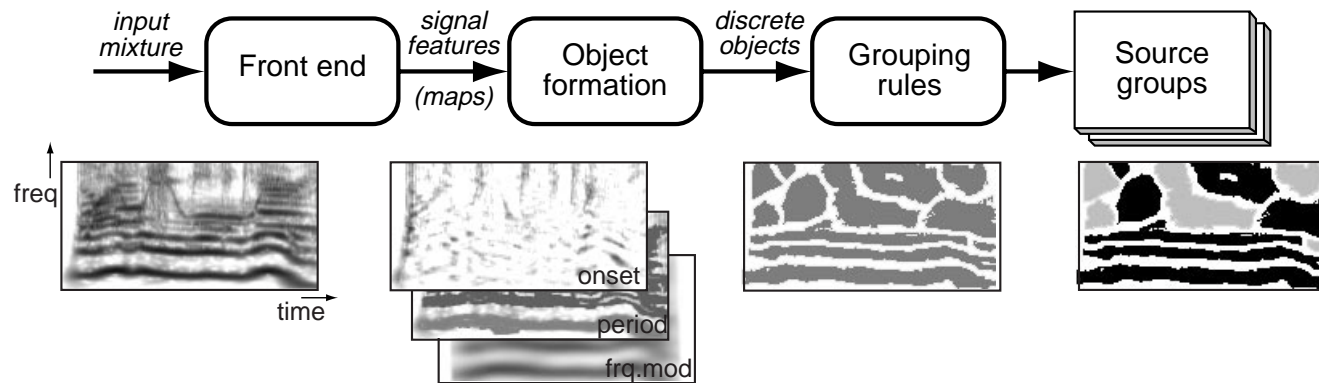 input
mixture
Front end
signal
features
(maps)
Object
formation
discrete
objects
Grouping
rules
Source
groups
freq
time
onset
period
frq.mod